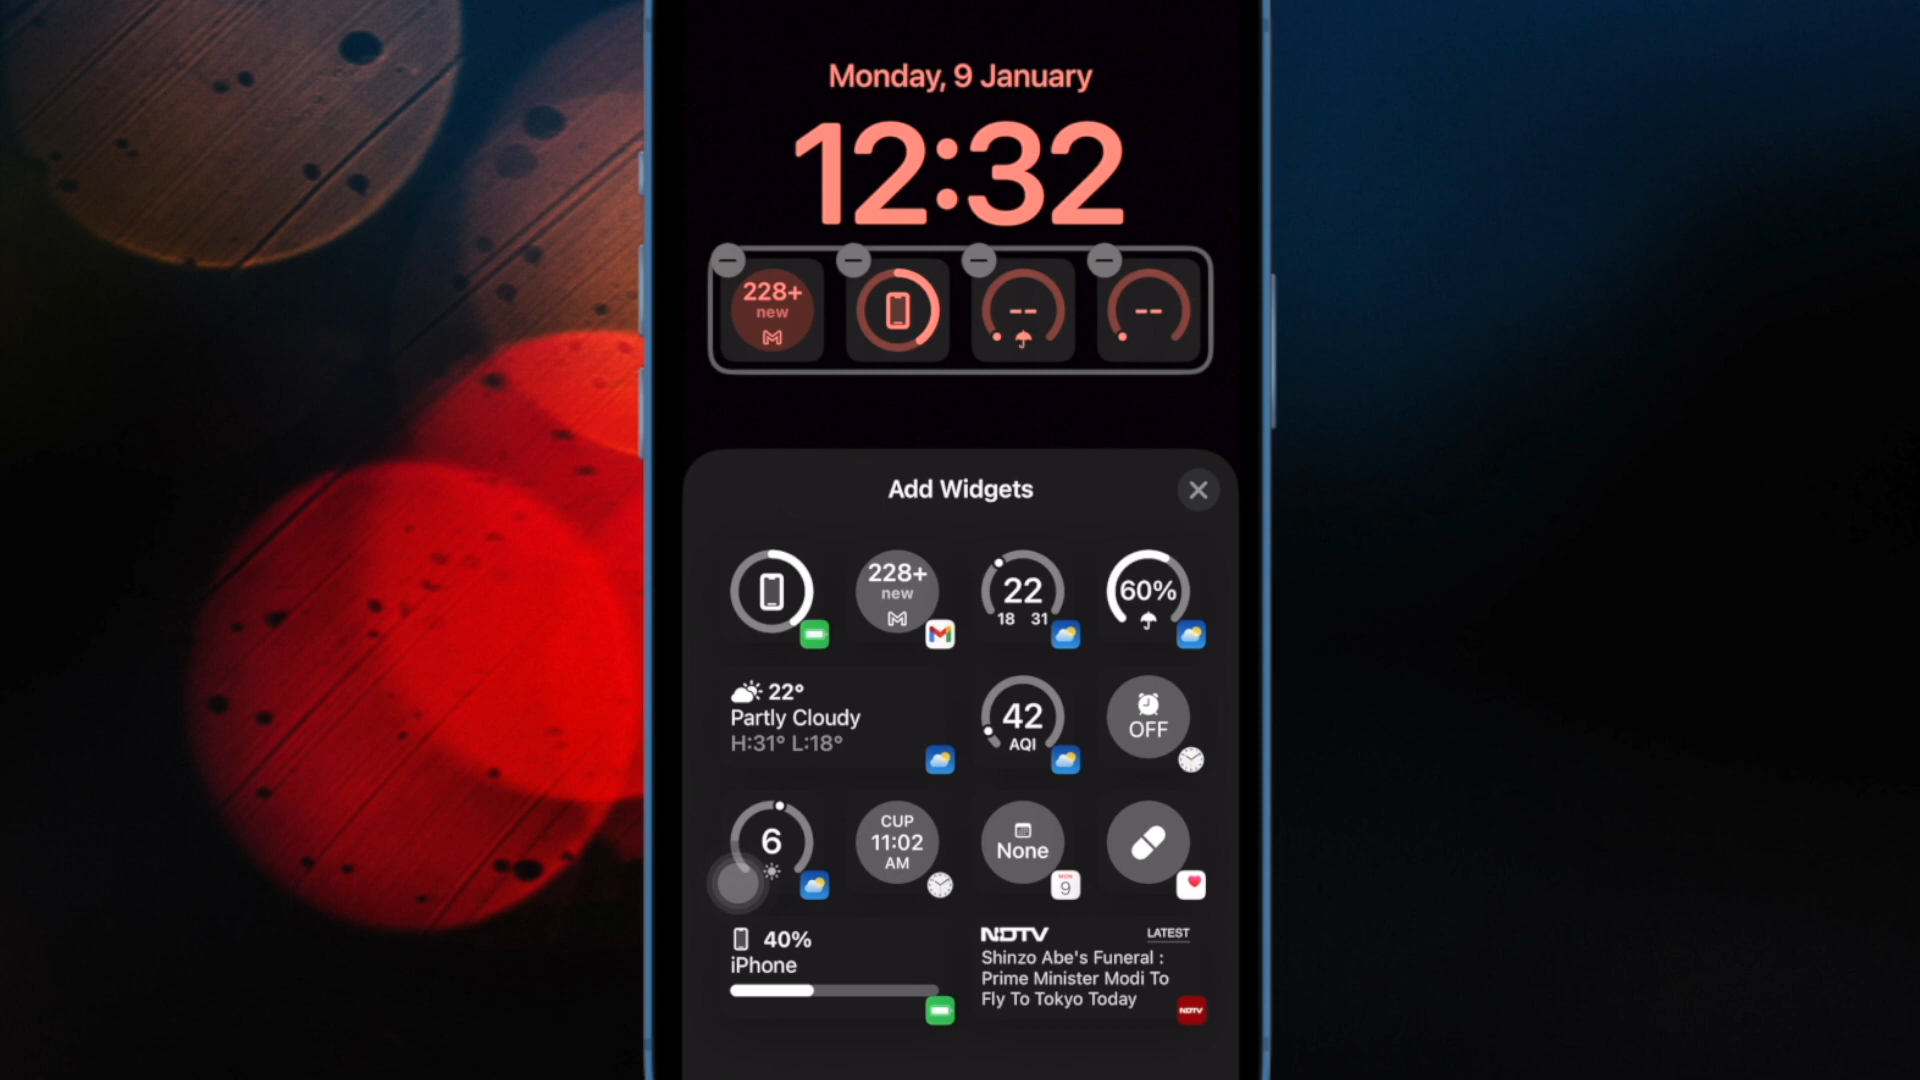 Monday, 9 January
12:32
228+
new
--
--
Add Widgets
228+
new
22
18 31
60%
22°
Partly Cloudy
H:31° L:18°
42
AQI
OFF
6
CUP
11:02
AM
None
MON
9
40%
iPhone
NDTV
LATEST
Shinzo Abe's Funeral :
Prime Minister Modi To
Fly To Tokyo Today
NDTV